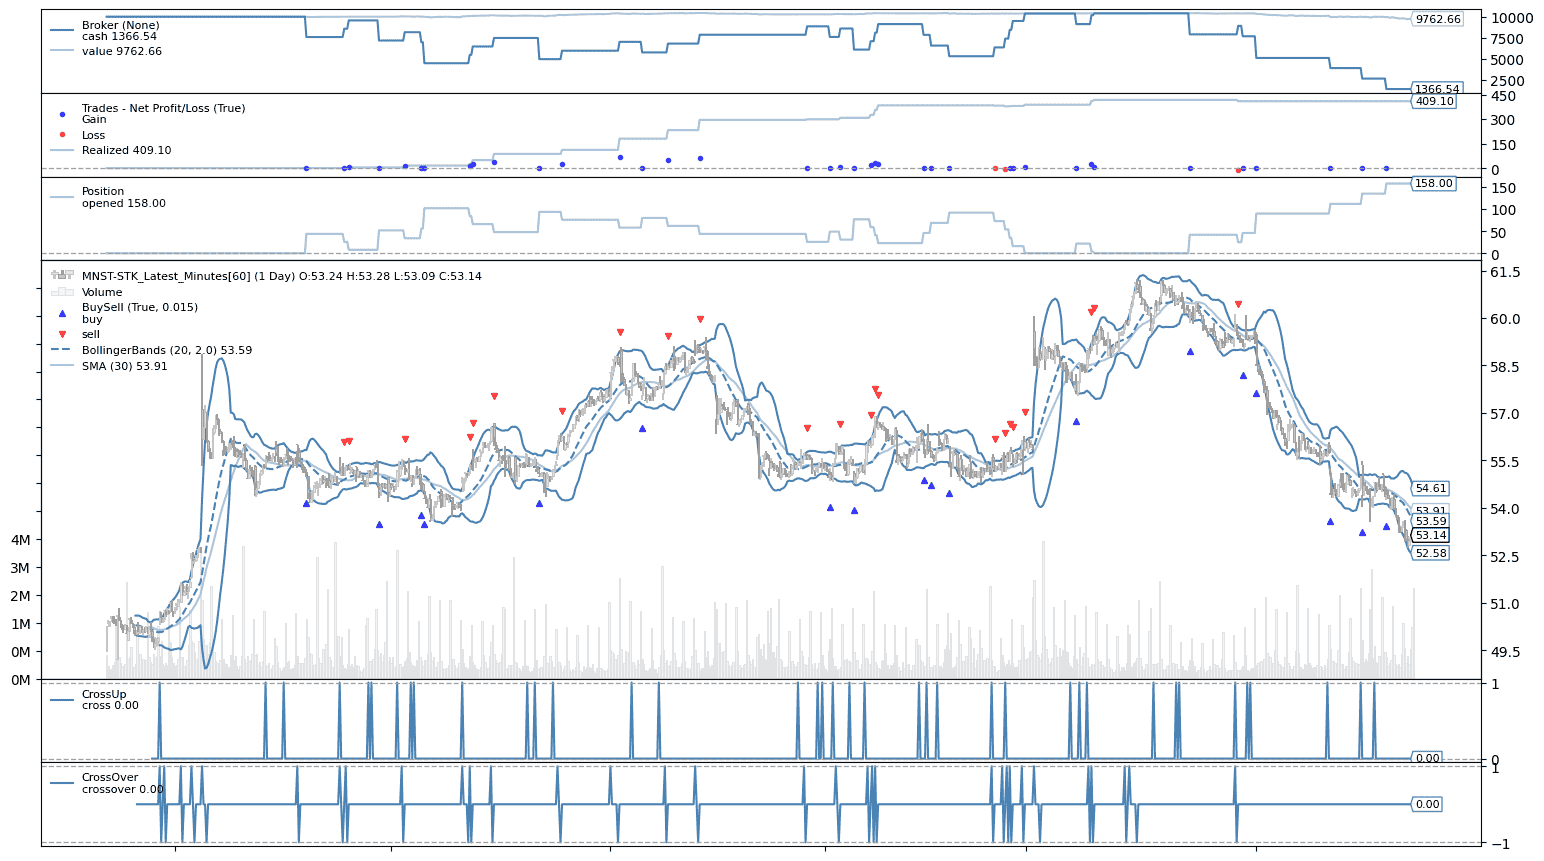 Broker (None)
cash 1366.54
value 9762.66
9762.66
1366.54
10000
7500
5000
2500
Trades - Net Profit/Loss (True)
Gain
Loss
Realized 409.10
409.10
450
300
150
0
Position
opened 158.00
158.00
150
100
50
0
MNST-STK_Latest_Minutes[60] (1 Day) O:53.24 H:53.28 L:53.09 C:53.14
Volume
BuySell (True, 0.015)
buy
sell
BollingerBands (20, 2.0) 53.59
SMA (30) 53.91
61.5
60.0
58.5
57.0
55.5
54.0
52.5
51.0
49.5
54.61
53.91
53.59
53.14
52.58
4M
3M
2M
1M
0M
0M
CrossUp
cross 0.00
0.00
1
0
CrossOver
crossover 0.00
0.00
1
−1